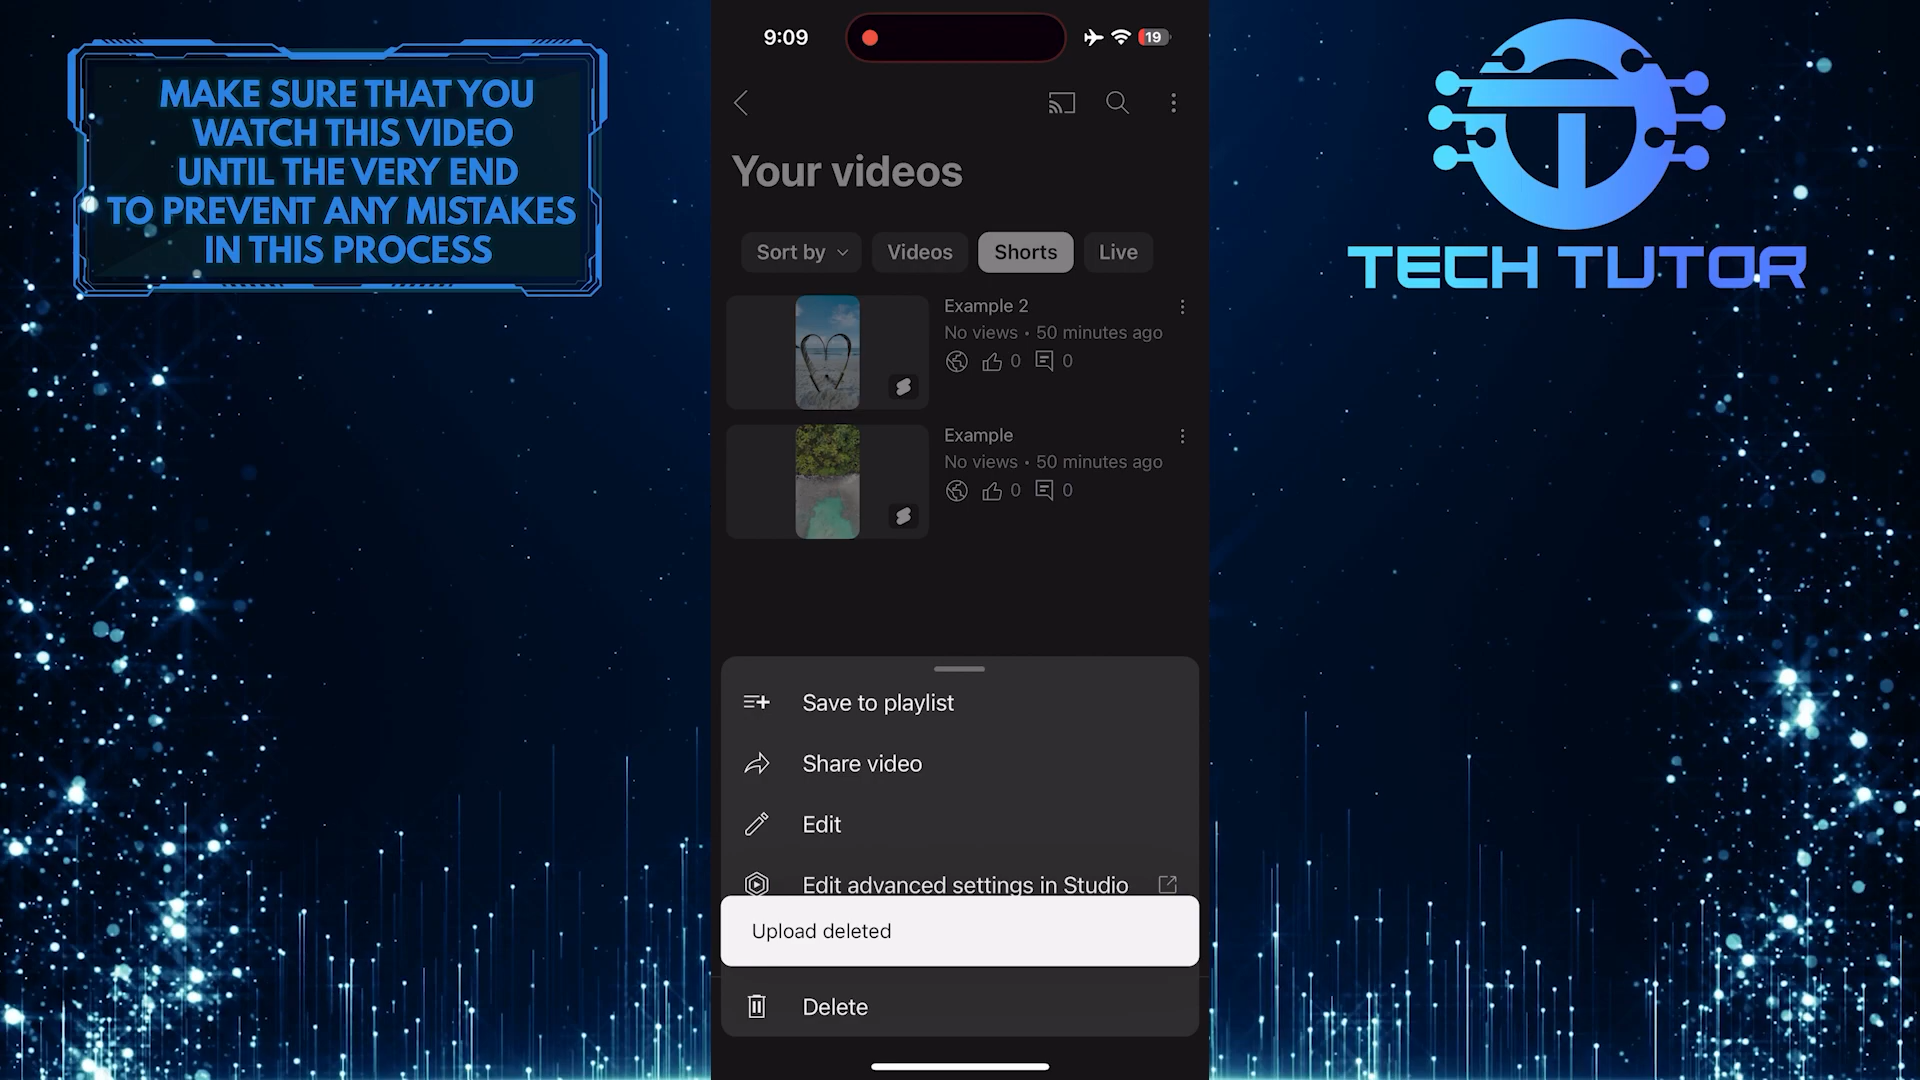 MAKE SURE THAT YOU
WATCH THIS VIDEO
UNTIL THE VERY END
TO PREVENT ANY MISTAKES
IN THIS PROCESS
9:09
19
Your videos
Sort by
Videos
Shorts
Live
Example 2
No views • 50 minutes ago
0
0
Example
No views • 50 minutes ago
0
0
Save to playlist
Share video
Edit
Edit advanced settings in Studio
Upload deleted
Delete
TECH TUTOR